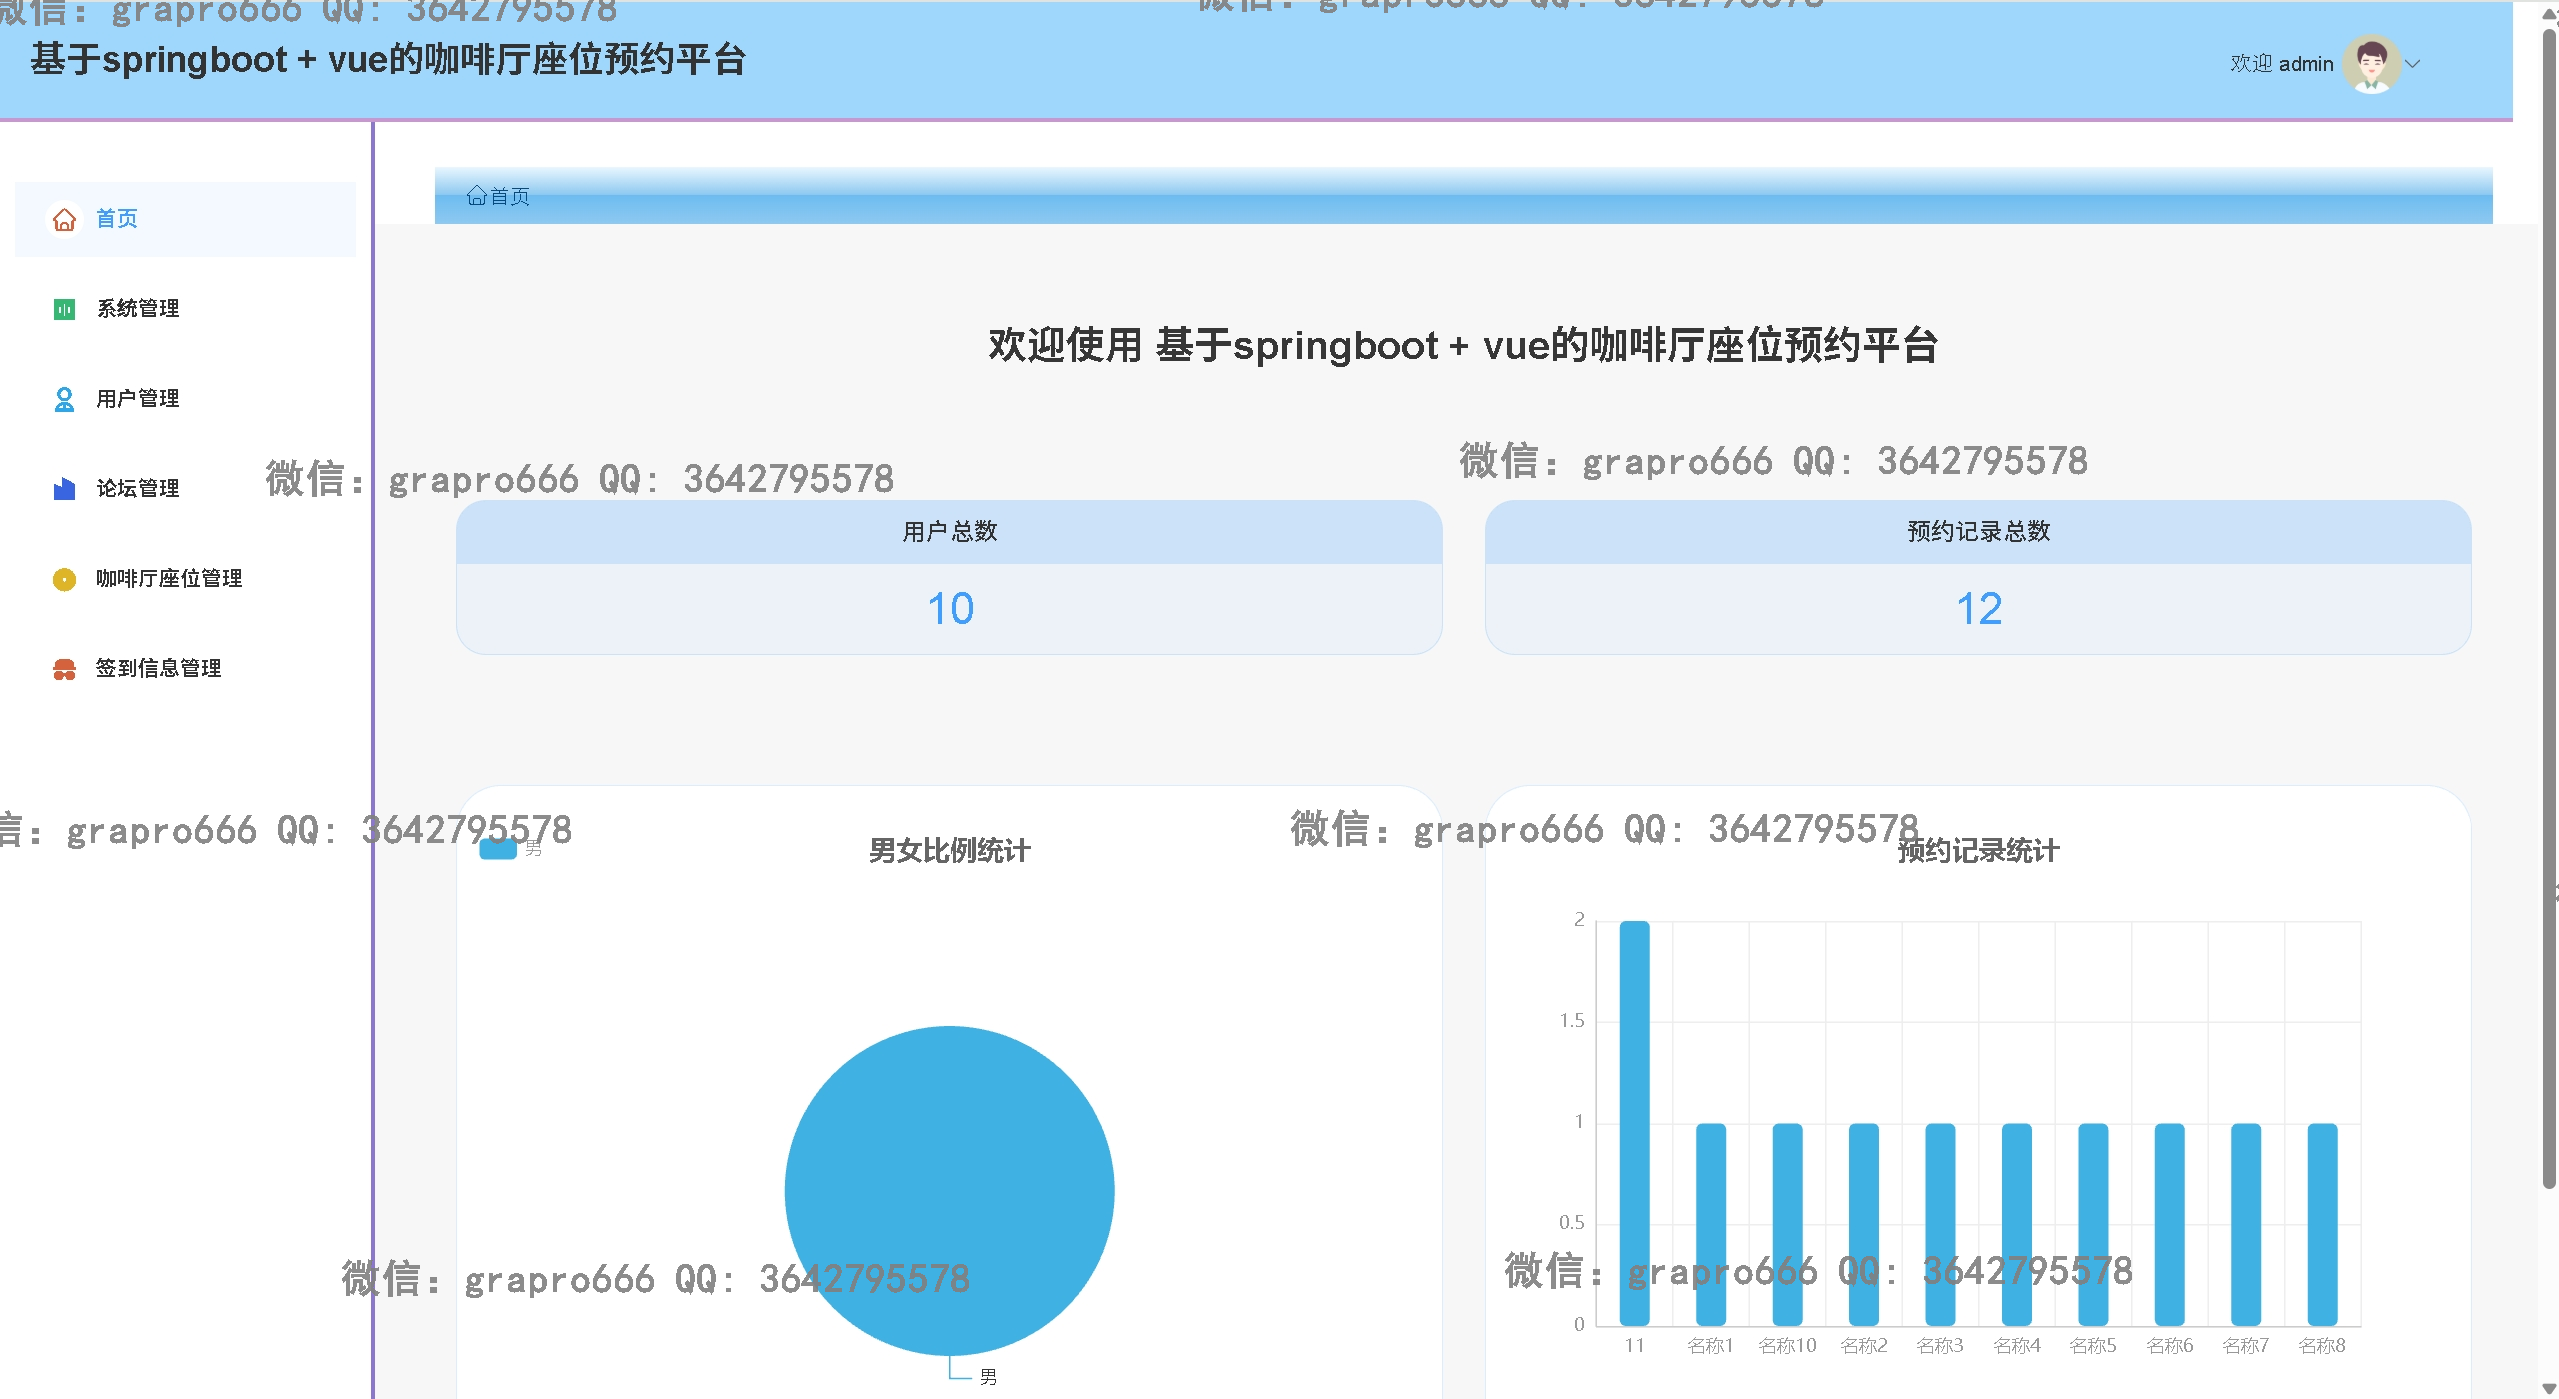 微信: grapro666 QQ: 3642795578
微信: grapro666 QQ: 3642795578
基于springboot + vue的咖啡厅座位预约平台
欢迎 admin
首页
首页
系统管理
用户管理
论坛管理
咖啡厅座位管理
签到信息管理
欢迎使用 基于springboot + vue的咖啡厅座位预约平台
微信: grapro666 QQ: 3642795578
微信: grapro666 QQ: 3642795578
用户总数
10
预约记录总数
12
信: grapro666 QQ: 3642795578
微信: grapro666 QQ: 3642795578
男
男女比例统计
男
预约记录统计
2
1.5
1
0.5
0
11 名称1 名称10 名称2 名称3 名称4 名称5 名称6 名称7 名称8
微信: grapro666 QQ: 3642795578
微信: grapro666 QQ: 3642795578